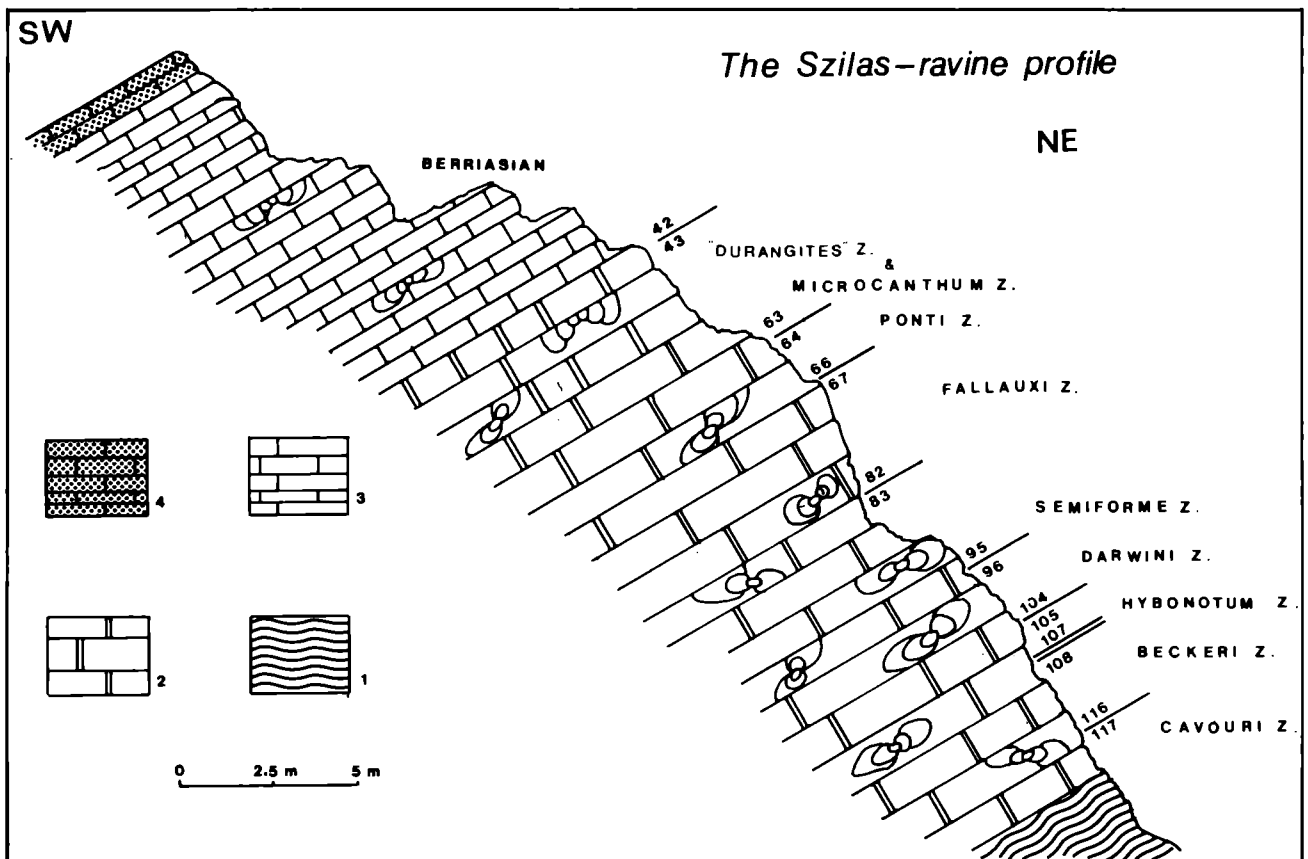 SW
The Szilas-ravine profile
NE
BERRIASIAN
42
43
"DURANGITES" Z.
&
MICROCANTHUM Z.
63
64
PONTI Z.
66
67
FALLAUXI Z.
82
83
SEMIFORME Z.
95
96
DARWINI Z.
104
105
HYBONOTUM Z.
107
108
BECKERI Z.
116
117
CAVOURI Z.
4
3
2
1
0 2.5 m 5 m